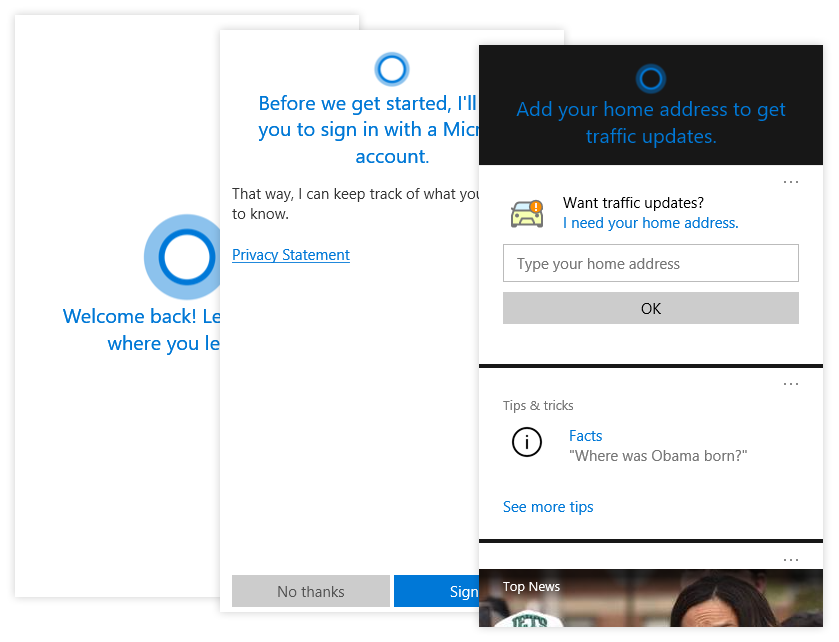 Welcome back! Le
where you le
Before we get started, I'll
you to sign in with a Micr
account.
That way, I can keep track of what you
to know.
Privacy Statement
No thanks
Sign
Add your home address to get
traffic updates.
...
Want traffic updates?
I need your home address.
Type your home address
OK
...
Tips & tricks
Facts
"Where was Obama born?"
See more tips
...
Top News
JETS